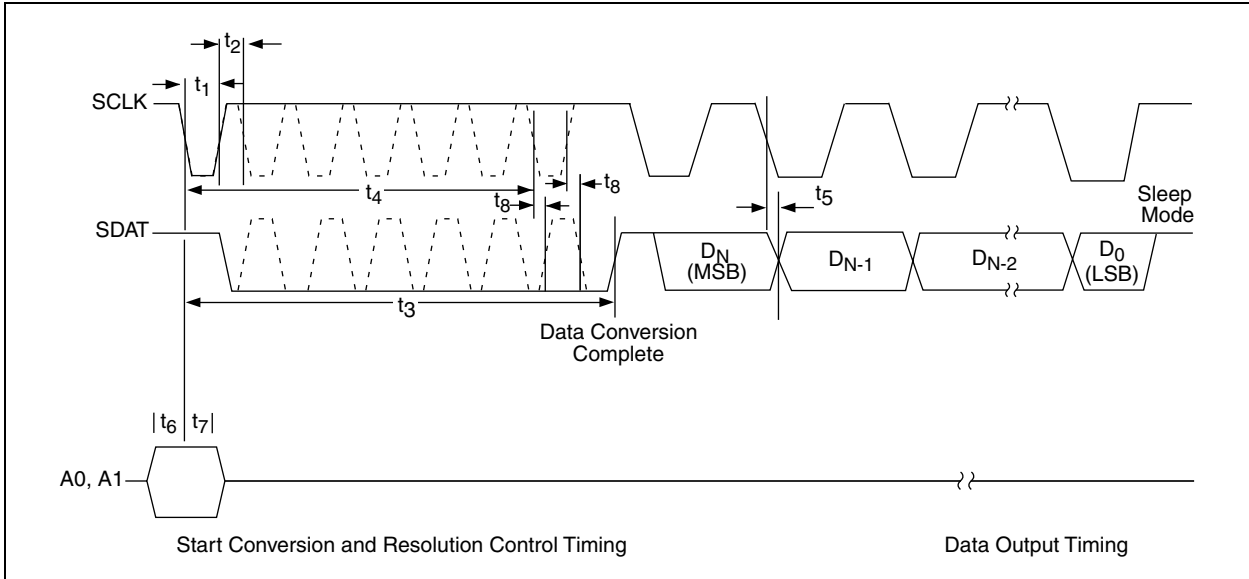 t2
t1
SCLK
t4
t8
t8
t5
Sleep
Mode
SDAT
DN
(MSB)
DN-1
DN-2
D0
(LSB)
t3
Data Conversion
Complete
t6
t7
A0, A1
Start Conversion and Resolution Control Timing
Data Output Timing